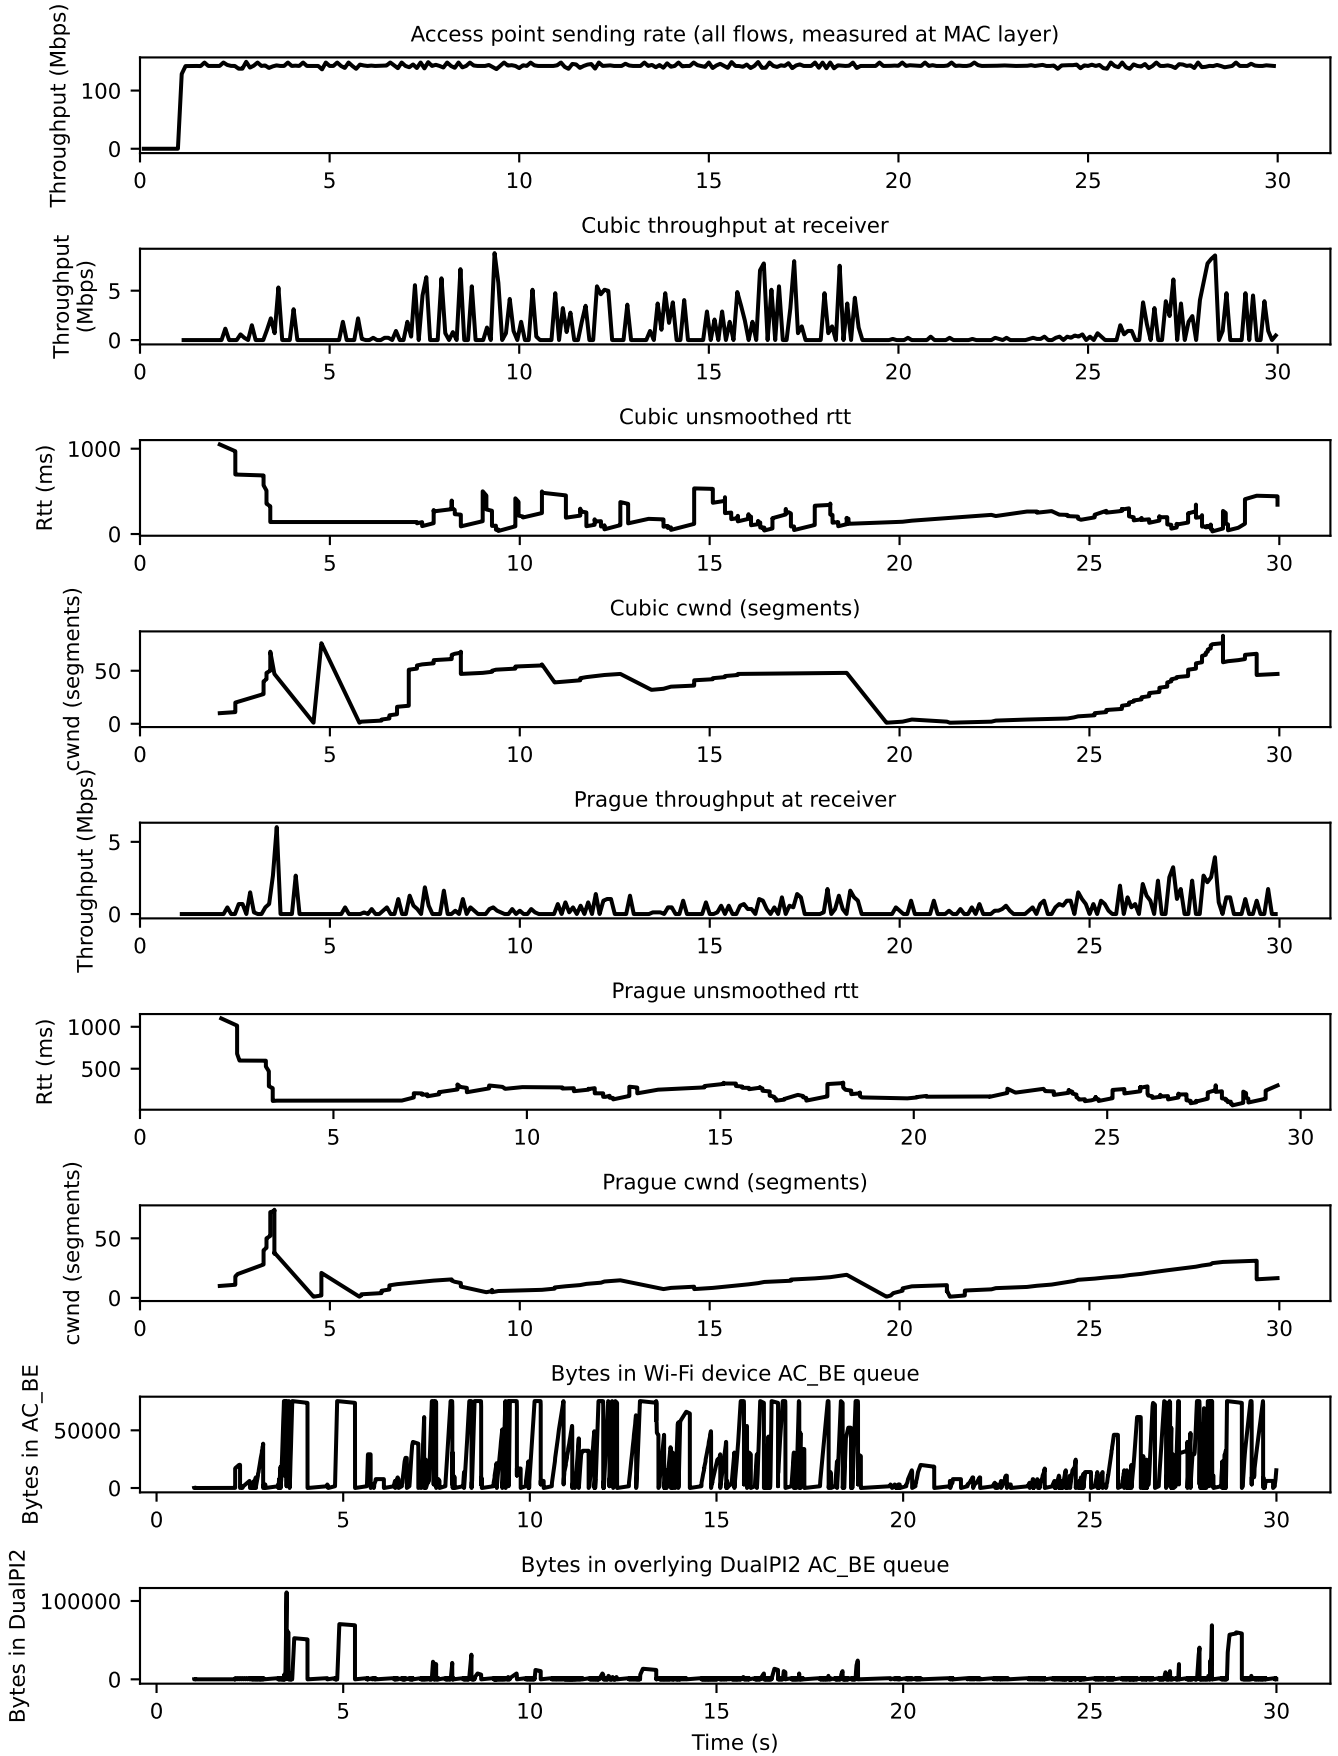 Access point sending rate (all flows, measured at MAC layer)
Throughput (Mbps)
100
0
0 5 10 15 20 25 30
Cubic throughput at receiver
Throughput
(Mbps)
5
0
0 5 10 15 20 25 30
Cubic unsmoothed rtt
Rtt (ms)
1000
0
0 5 10 15 20 25 30
Cubic cwnd (segments)
cwnd (segments)
50
0
0 5 10 15 20 25 30
Prague throughput at receiver
Throughput (Mbps)
5
0
0 5 10 15 20 25 30
Prague unsmoothed rtt
Rtt (ms)
1000
500
0 5 10 15 20 25 30
Prague cwnd (segments)
cwnd (segments)
50
0
0 5 10 15 20 25 30
Bytes in Wi-Fi device AC_BE queue
Bytes in AC_BE
50000
0
0 5 10 15 20 25 30
Bytes in overlying DualPI2 AC_BE queue
Bytes in DualPI2
100000
0
0 5 10 15 20 25 30
Time (s)